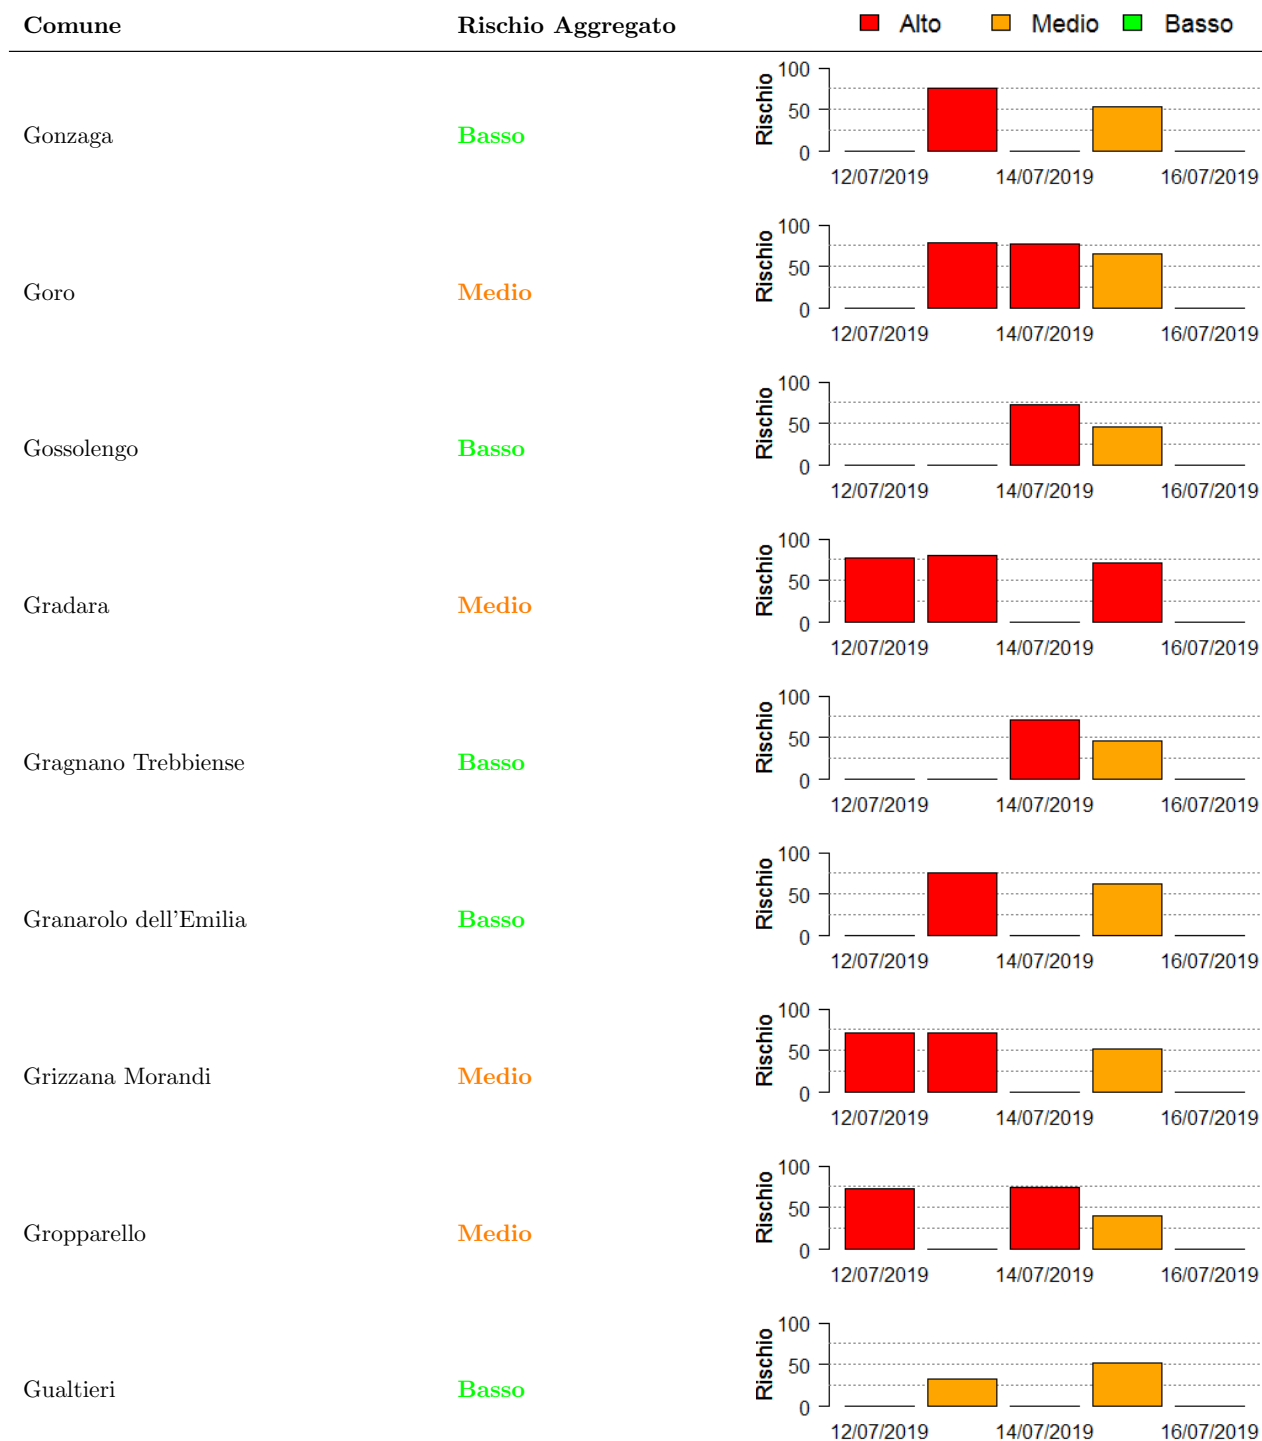 Comune Rischio Aggregato Alto Medio Basso
Gonzaga Basso
Rischio
100
50
0
12/07/2019 14/07/2019 16/07/2019
Goro Medio
Rischio
100
50
0
12/07/2019 14/07/2019 16/07/2019
Gossolengo Basso
Rischio
100
50
0
12/07/2019 14/07/2019 16/07/2019
Gradara Medio
Rischio
100
50
0
12/07/2019 14/07/2019 16/07/2019
Gragnano Trebbiense Basso
Rischio
100
50
0
12/07/2019 14/07/2019 16/07/2019
Granarolo dell'Emilia Basso
Rischio
100
50
0
12/07/2019 14/07/2019 16/07/2019
Grizzana Morandi Medio
Rischio
100
50
0
12/07/2019 14/07/2019 16/07/2019
Gropparello Medio
Rischio
100
50
0
12/07/2019 14/07/2019 16/07/2019
Gualtieri Basso
Rischio
100
50
0
12/07/2019 14/07/2019 16/07/2019